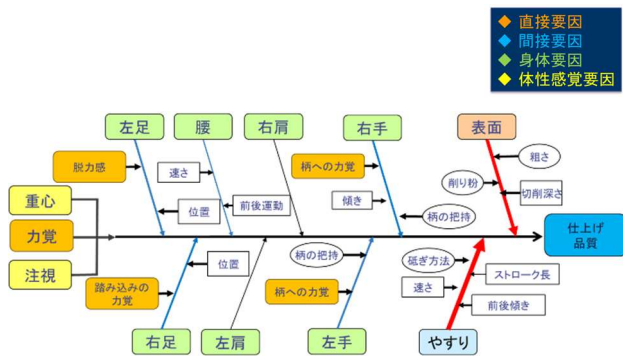 ◆ 直接要因
◆ 間接要因
◆ 身体要因
◆ 体性感覚要因
左足
腰
右肩
右手
表面
脱力感
速さ
柄への力覚
粗さ
削り粉
切削深さ
重心
位置
前後運動
傾き
柄の把持
力覚
仕上げ
品質
注視
位置
柄の把持
砥ぎ方法
ストローク長
踏み込みの
力覚
柄への力覚
速さ
前後傾き
右足
左肩
左手
やすり